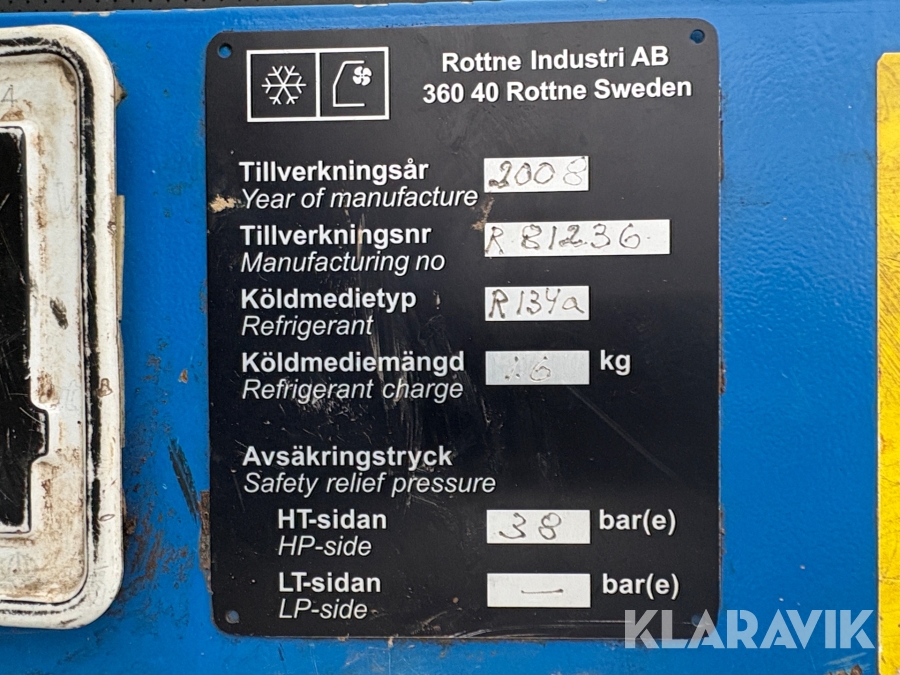 Rottne Industri AB
360 40 Rottne Sweden
Tillverkningsår 2008
Year of manufacture
Tillverkningsnr R 81236
Manufacturing no
Köldmedietyp R134a
Refrigerant
Köldmediemängd kg
Refrigerant charge
Avsäkringstryck
Safety relief pressure
HT-sidan 38 bar(e)
HP-side
LT-sidan — bar(e)
LP-side
KLARAVIK